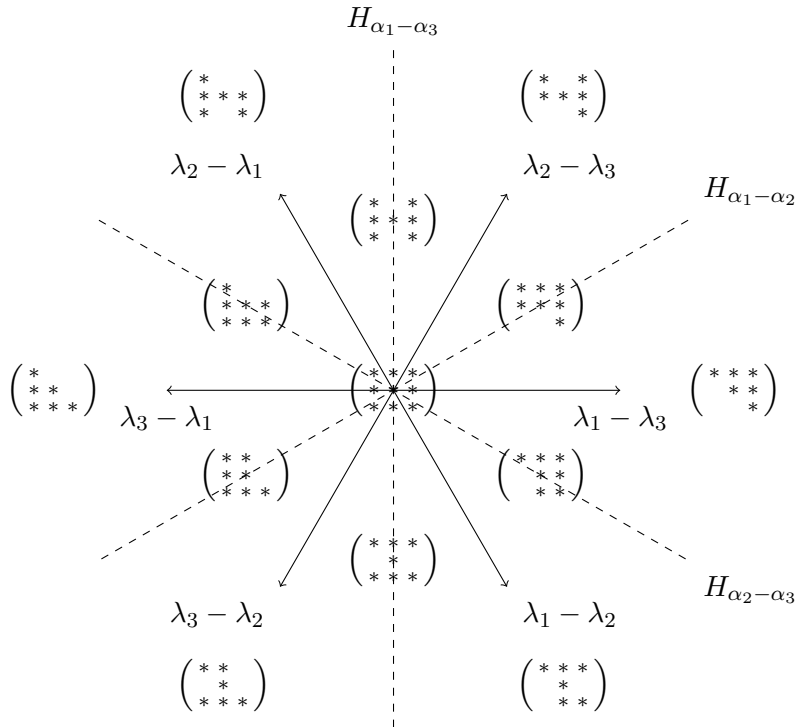 H_{α₁−α₃}
( *
* * *
*   * )
( *   *
* * *
    * )
λ₂ − λ₁
λ₂ − λ₃
H_{α₁−α₂}
( *   *
* * *
*   * )
( *
* * *
* * * )
( * * *
* * *
    * )
( *
* *
* * * )
( * * *
* * *
* * * )
( * * *
  * *
    * )
λ₃ − λ₁
λ₁ − λ₃
( * *
* *
* * * )
( * * *
  * *
  * * )
( * * *
  *
* * * )
H_{α₂−α₃}
λ₃ − λ₂
λ₁ − λ₂
( * *
  *
* * * )
( * * *
  *
  * * )